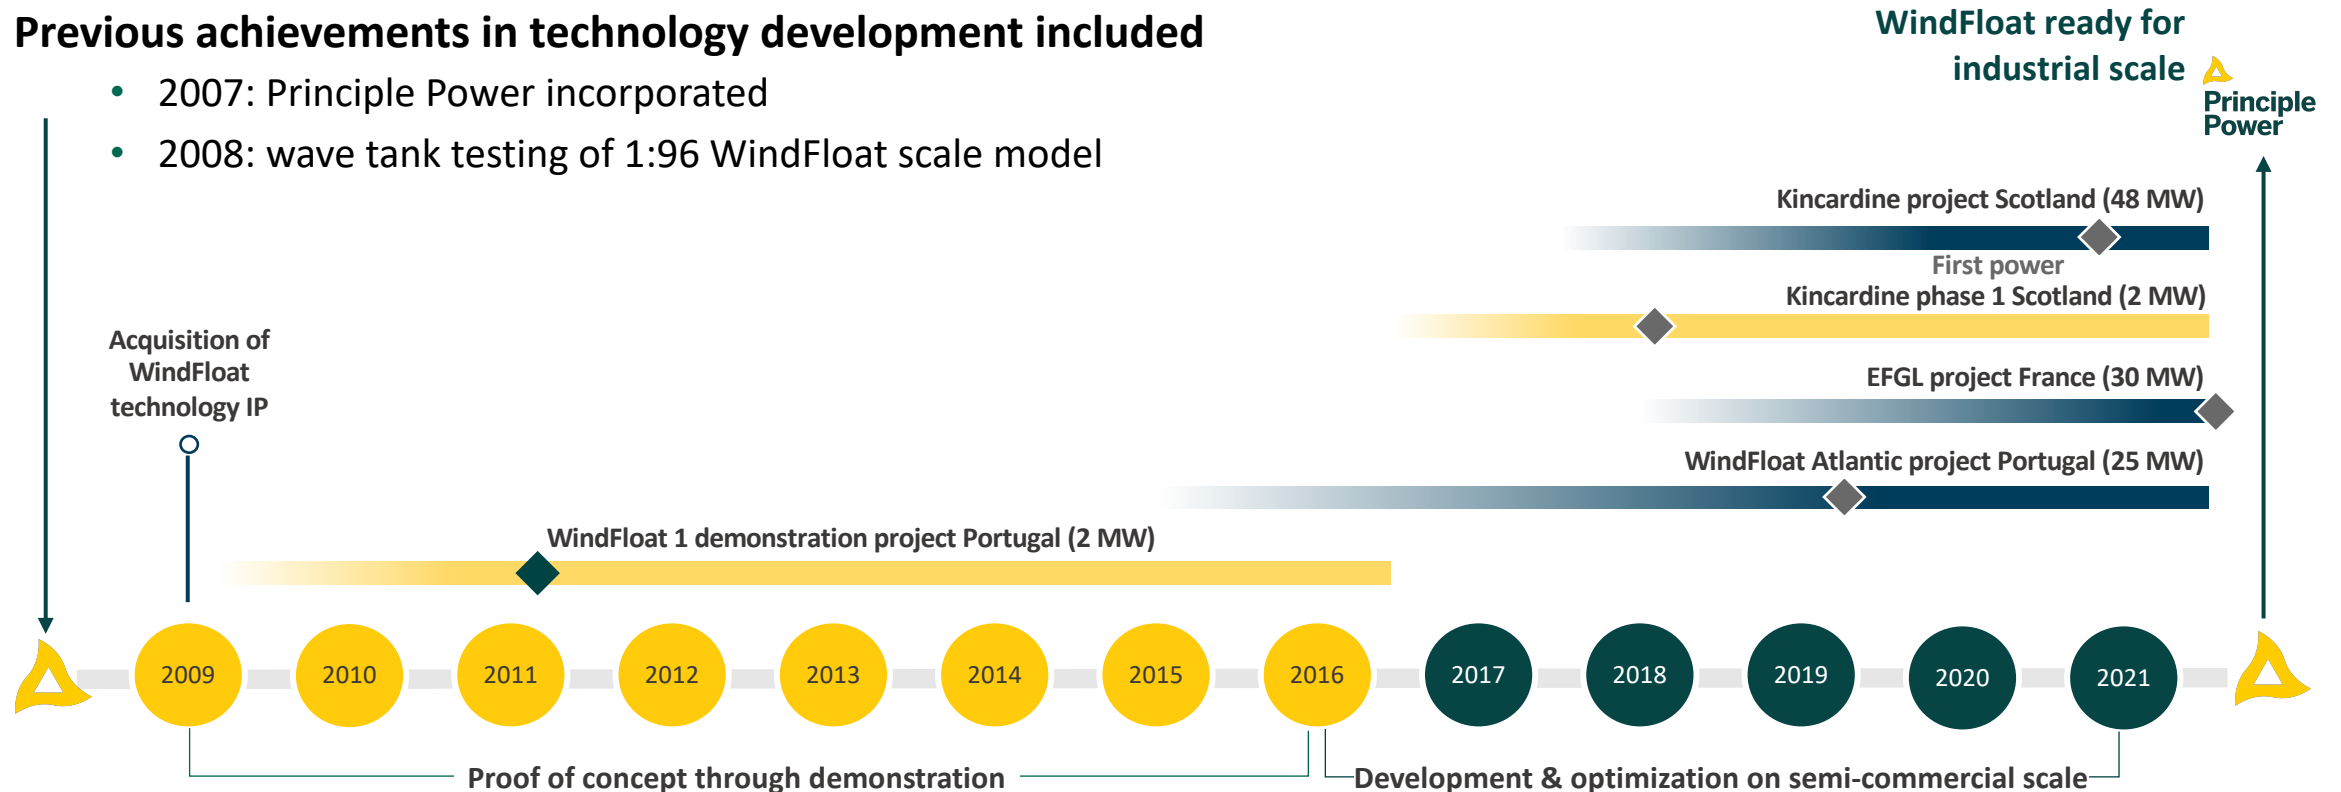 Previous achievements in technology development included
• 2007: Principle Power incorporated
• 2008: wave tank testing of 1:96 WindFloat scale model
WindFloat ready for
industrial scale
Principle
Power
Kincardine project Scotland (48 MW)
First power
Kincardine phase 1 Scotland (2 MW)
Acquisition of
WindFloat
technology IP
EFGL project France (30 MW)
WindFloat Atlantic project Portugal (25 MW)
WindFloat 1 demonstration project Portugal (2 MW)
2009 2010 2011 2012 2013 2014 2015 2016 2017 2018 2019 2020 2021
Proof of concept through demonstration
Development & optimization on semi-commercial scale